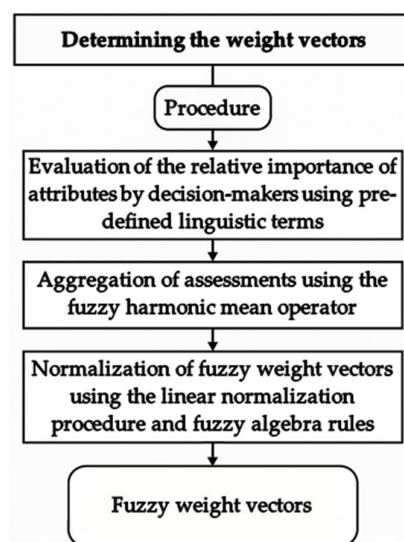 Determining the weight vectors
Procedure
Evaluation of the relative importance of
attributes by decision-makers using pre-
defined linguistic terms
Aggregation of assessments using the
fuzzy harmonic mean operator
Normalization of fuzzy weight vectors
using the linear normalization
procedure and fuzzy algebra rules
Fuzzy weight vectors